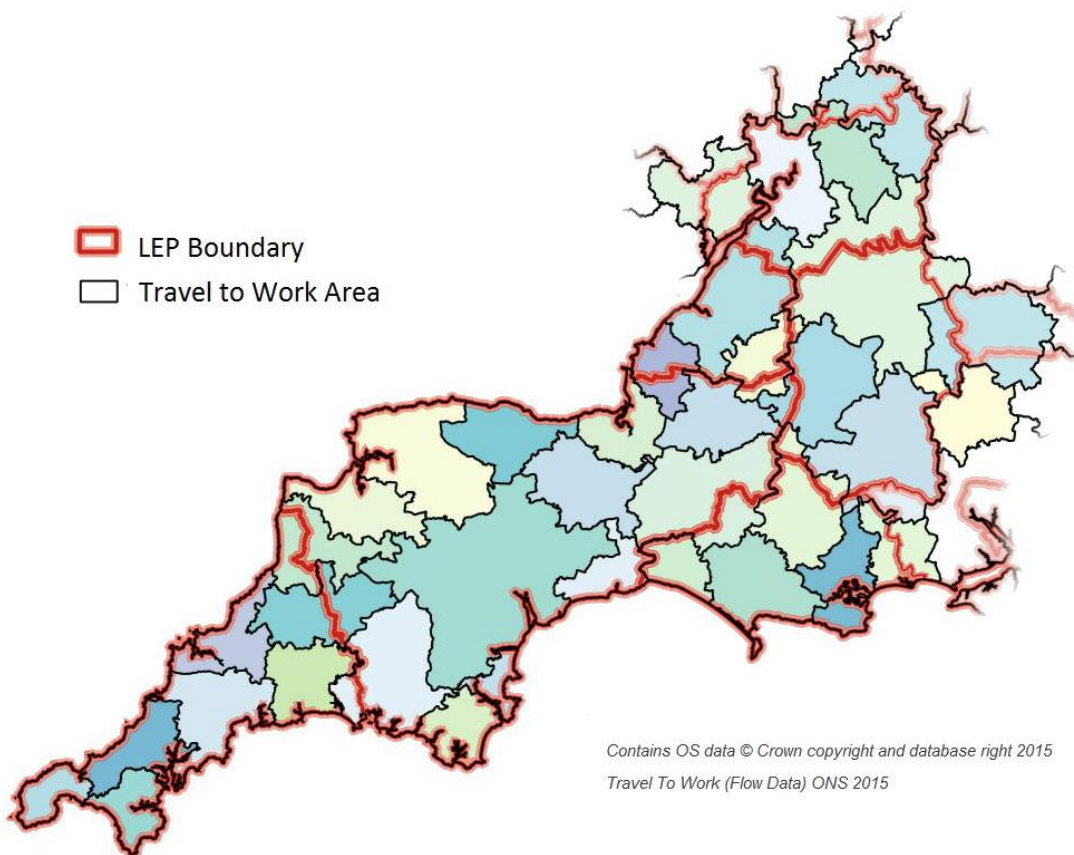 LEP Boundary
Travel to Work Area
Contains OS data © Crown copyright and database right 2015
Travel To Work (Flow Data) ONS 2015